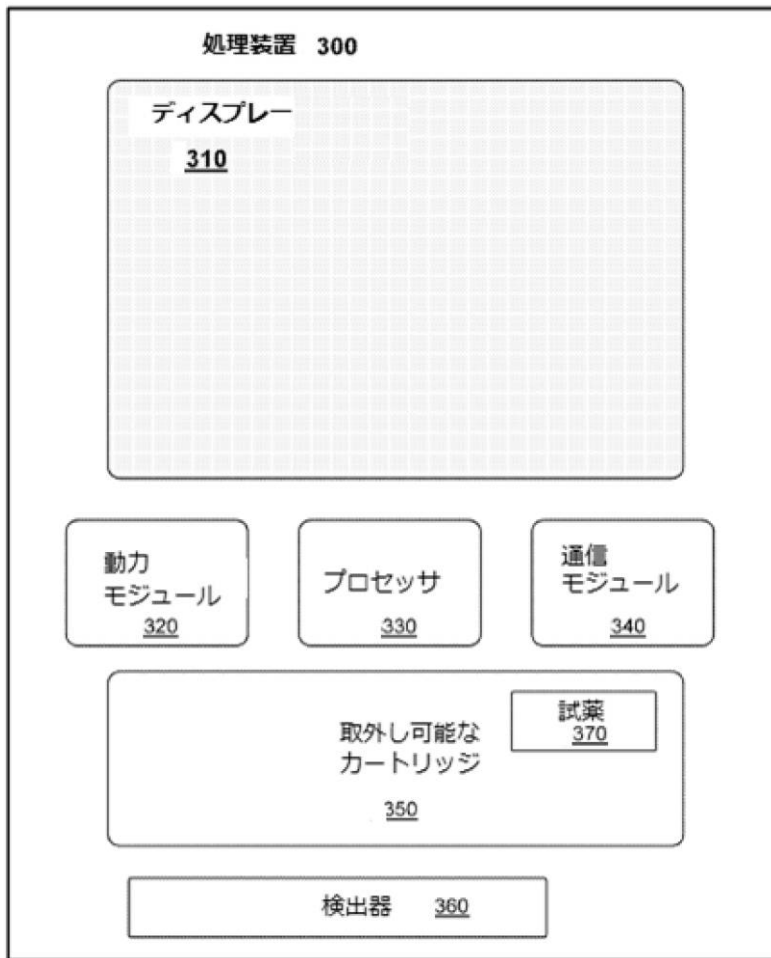 処理装置 300
ディスプレー
310
動力
モジュール
320
プロセッサ
330
通信
モジュール
340
試薬
370
取外し可能な
カートリッジ
350
検出器 360